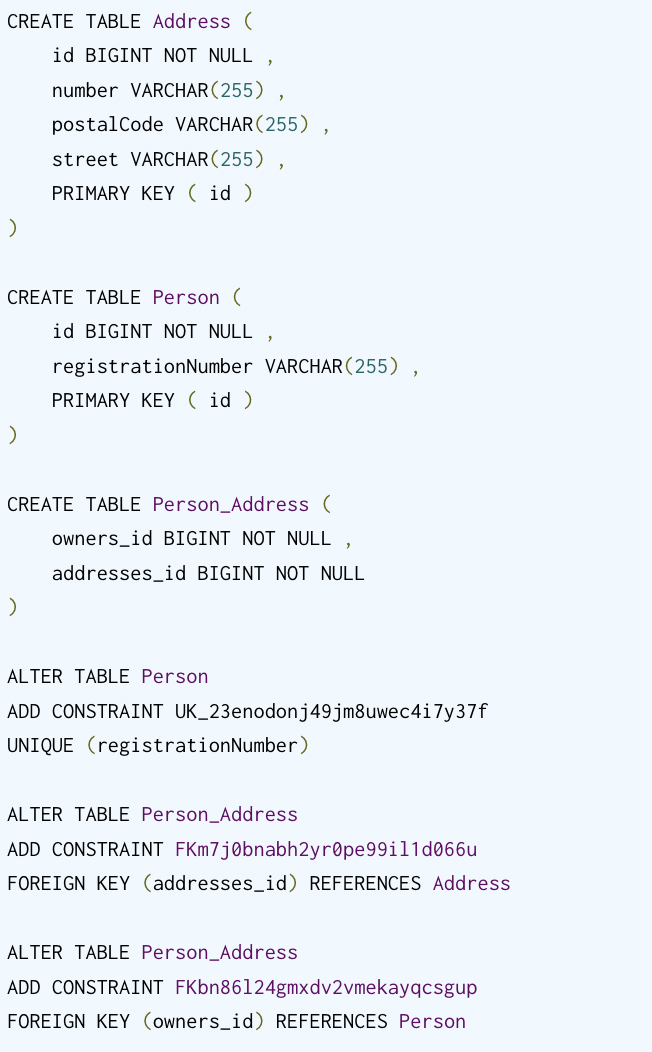 CREATE TABLE Address (
    id BIGINT NOT NULL ,
    number VARCHAR(255) ,
    postalCode VARCHAR(255) ,
    street VARCHAR(255) ,
    PRIMARY KEY ( id )
)

CREATE TABLE Person (
    id BIGINT NOT NULL ,
    registrationNumber VARCHAR(255) ,
    PRIMARY KEY ( id )
)

CREATE TABLE Person_Address (
    owners_id BIGINT NOT NULL ,
    addresses_id BIGINT NOT NULL
)

ALTER TABLE Person
ADD CONSTRAINT UK_23enodonj49jm8uwec4i7y37f
UNIQUE (registrationNumber)

ALTER TABLE Person_Address
ADD CONSTRAINT FKm7j0bnabh2yr0pe99il1d066u
FOREIGN KEY (addresses_id) REFERENCES Address

ALTER TABLE Person_Address
ADD CONSTRAINT FKbn86l24gmxdv2vmekayqcsgup
FOREIGN KEY (owners_id) REFERENCES Person